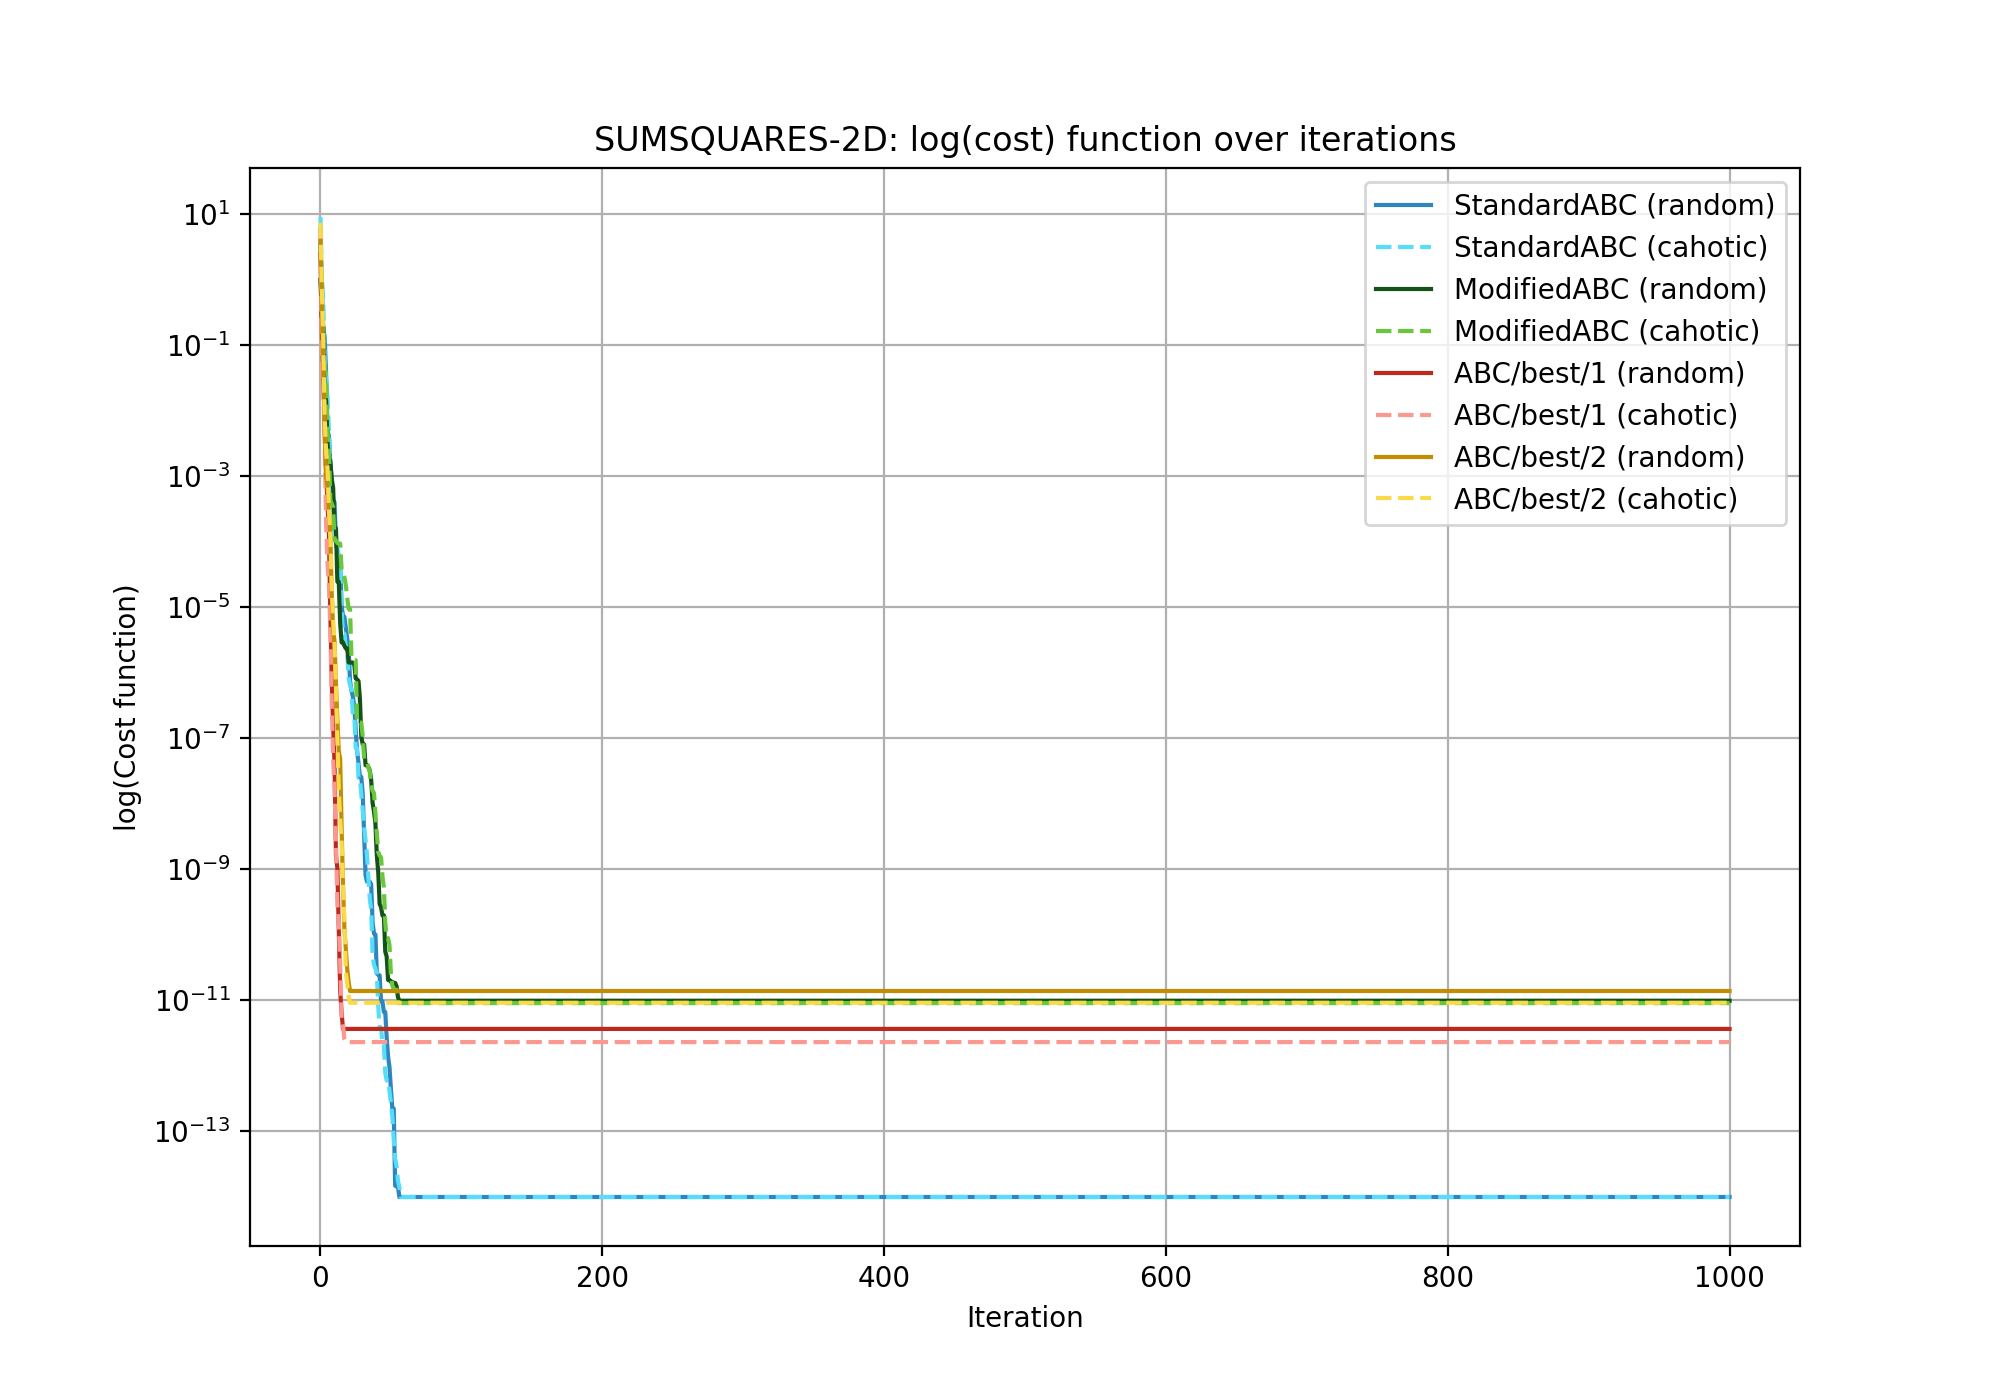 SUMSQUARES-2D: log(cost) function over iterations
log(Cost function)
10¹
10⁻¹
10⁻³
10⁻⁵
10⁻⁷
10⁻⁹
10⁻¹¹
10⁻¹³
StandardABC (random)
StandardABC (cahotic)
ModifiedABC (random)
ModifiedABC (cahotic)
ABC/best/1 (random)
ABC/best/1 (cahotic)
ABC/best/2 (random)
ABC/best/2 (cahotic)
0 200 400 600 800 1000
Iteration